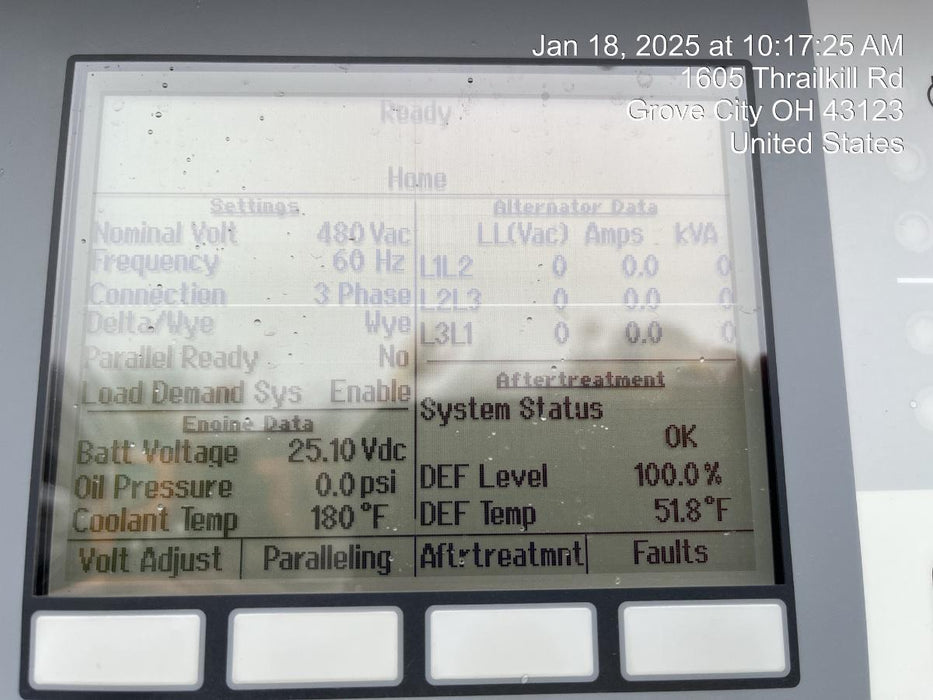 Jan 18, 2025 at 10:17:25 AM
1605 Thrailkill Rd
Grove City OH 43123
United States
Ready
Home
Settings
Nominal Volt 480 Vac
Frequency 60 Hz
Connection 3 Phase
Delta/Wye Wye
Parallel Ready No
Load Demand Sys Enable
Engine Data
Batt Voltage 25.10 Vdc
Oil Pressure 0.0 psi
Coolant Temp 180 °F
Alternator Data
LL(Vac) Amps kVA
L1L2 0 0.0 0
L2L3 0 0.0 0
L3L1 0 0.0 0
Aftertreatment
System Status
OK
DEF Level 100.0 %
DEF Temp 51.8 °F
Volt Adjust Paralleling Aftrtreatmnt Faults